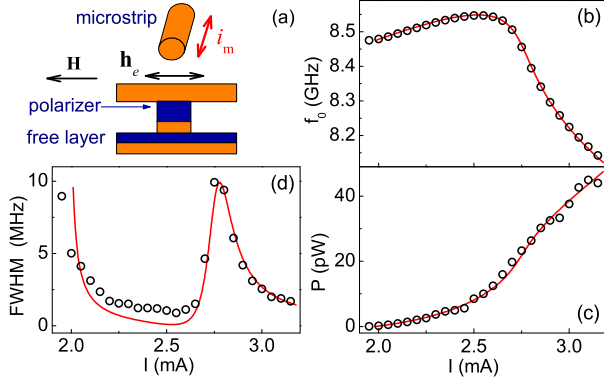 microstrip
(a)
i_m
H
h_e
polarizer
free layer
(b)
8.5
8.4
8.3
8.2
f_0 (GHz)
(d)
10
5
0
FWHM (MHz)
2.0 2.5 3.0
I (mA)
40
20
0
P (pW)
(c)
2.0 2.5 3.0
I (mA)